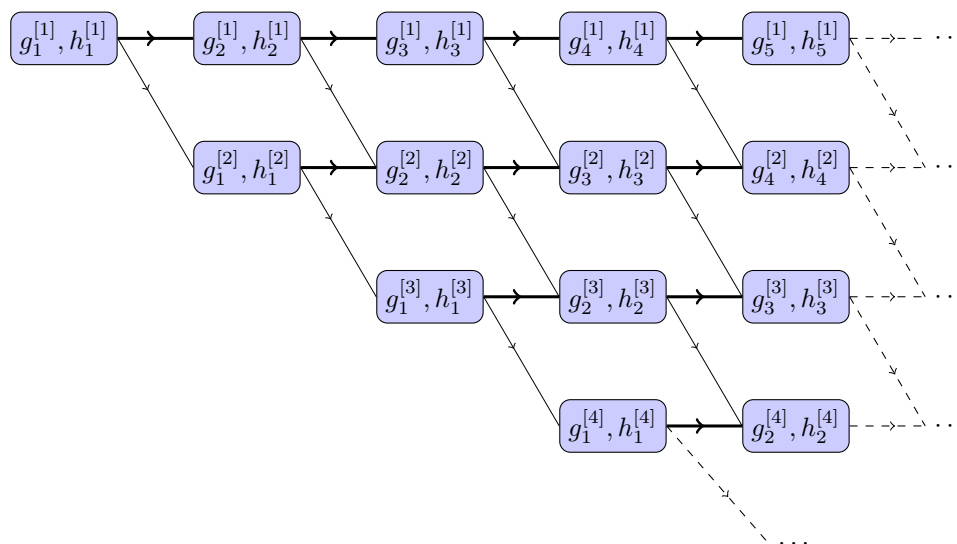 g_1^{[1]}, h_1^{[1]} g_2^{[1]}, h_2^{[1]} g_3^{[1]}, h_3^{[1]} g_4^{[1]}, h_4^{[1]} g_5^{[1]}, h_5^{[1]} ··
g_1^{[2]}, h_1^{[2]} g_2^{[2]}, h_2^{[2]} g_3^{[2]}, h_3^{[2]} g_4^{[2]}, h_4^{[2]} ··
g_1^{[3]}, h_1^{[3]} g_2^{[3]}, h_2^{[3]} g_3^{[3]}, h_3^{[3]} ··
g_1^{[4]}, h_1^{[4]} g_2^{[4]}, h_2^{[4]} ··
···